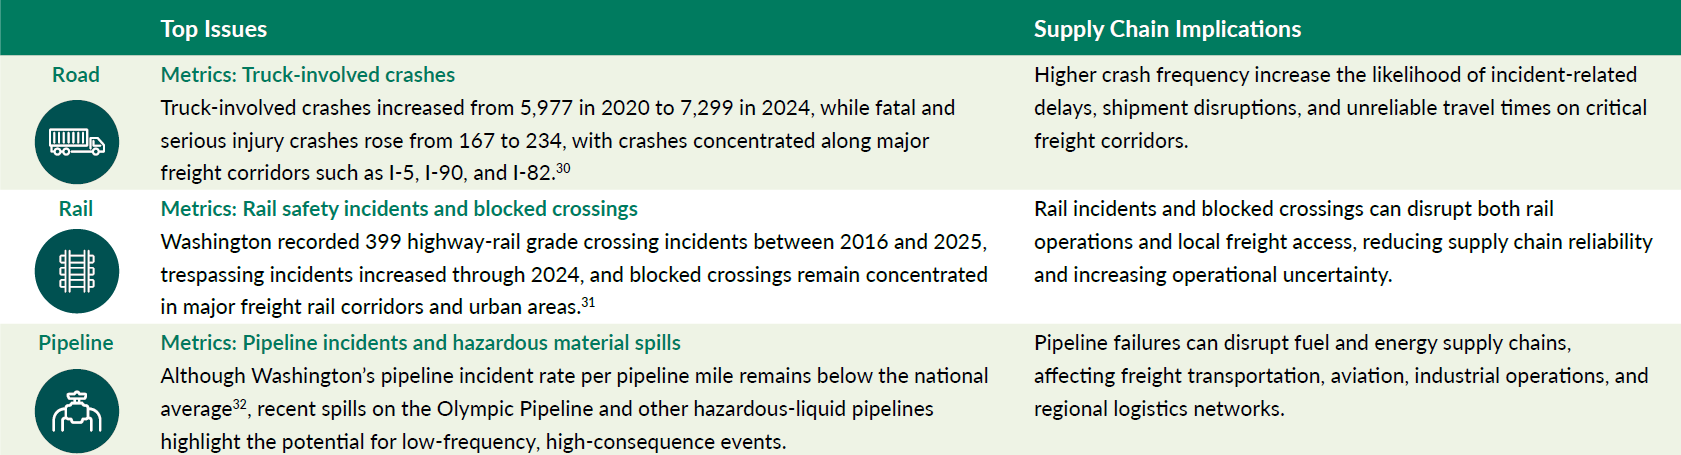 Top Issues
Supply Chain Implications
Road
Metrics: Truck-involved crashes
Truck-involved crashes increased from 5,977 in 2020 to 7,299 in 2024, while fatal and
serious injury crashes rose from 167 to 234, with crashes concentrated along major
freight corridors such as I-5, I-90, and I-82.30
Higher crash frequency increase the likelihood of incident-related
delays, shipment disruptions, and unreliable travel times on critical
freight corridors.
Rail
Metrics: Rail safety incidents and blocked crossings
Washington recorded 399 highway-rail grade crossing incidents between 2016 and 2025,
trespassing incidents increased through 2024, and blocked crossings remain concentrated
in major freight rail corridors and urban areas.31
Rail incidents and blocked crossings can disrupt both rail
operations and local freight access, reducing supply chain reliability
and increasing operational uncertainty.
Pipeline
Metrics: Pipeline incidents and hazardous material spills
Although Washington’s pipeline incident rate per pipeline mile remains below the national
average32, recent spills on the Olympic Pipeline and other hazardous-liquid pipelines
highlight the potential for low-frequency, high-consequence events.
Pipeline failures can disrupt fuel and energy supply chains,
affecting freight transportation, aviation, industrial operations, and
regional logistics networks.